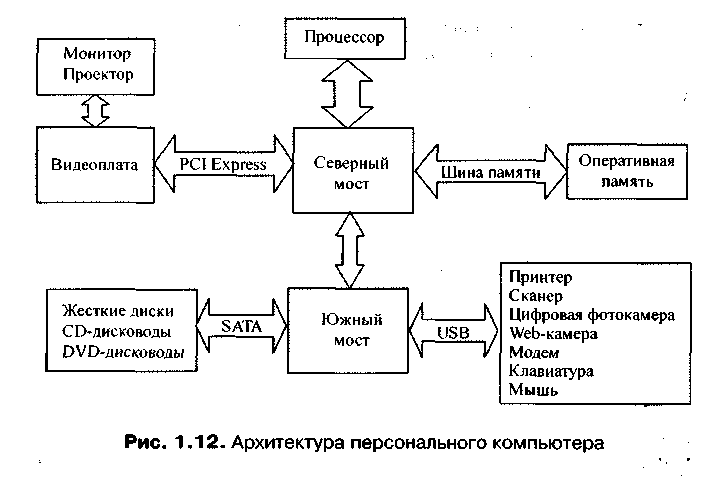 Процессор
Монитор
Проектор
Видеоплата
PCI Express
Северный
мост
Шина памяти
Оперативная
память
Жесткие диски
CD-дисководы
DVD-дисководы
SATA
Южный
мост
USB
Принтер
Сканер
Цифровая фотокамера
Web-камера
Модем
Клавиатура
Мышь
Рис. 1.12. Архитектура персонального компьютера